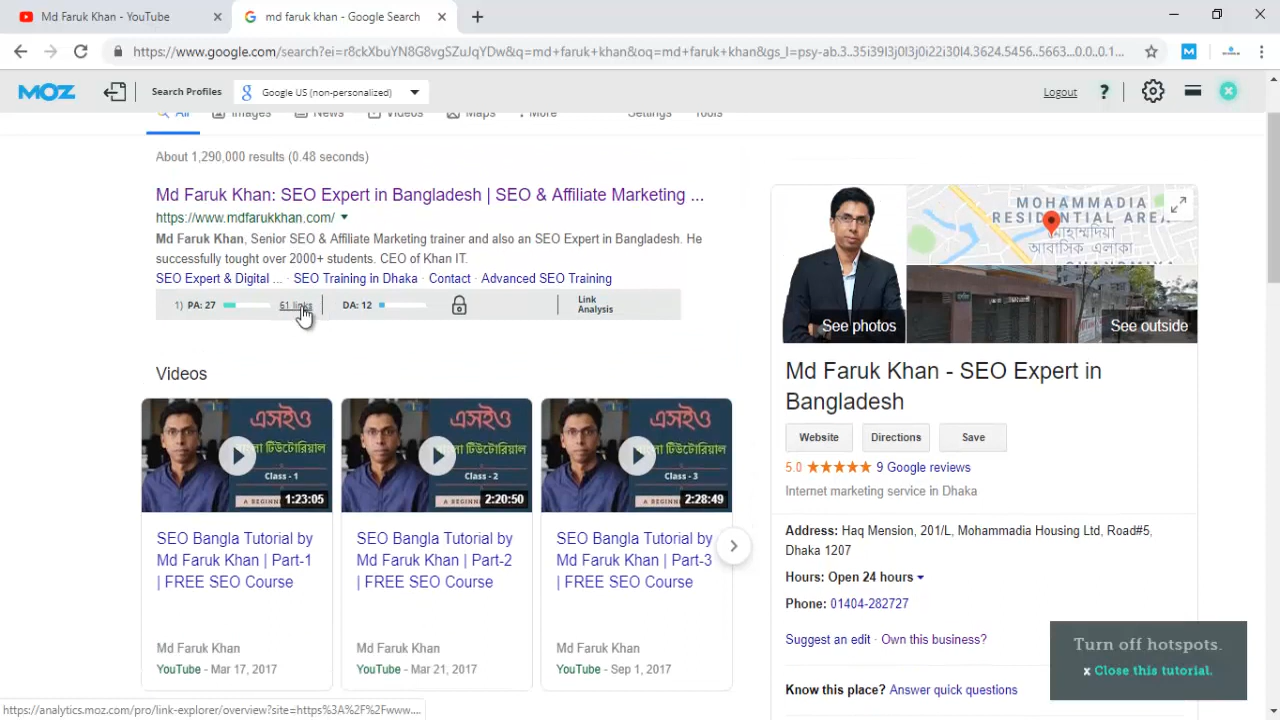 Md Faruk Khan - YouTube
md faruk khan - Google Search
https://www.google.com/search?ei=r8ckXbuYN8G8vgSZuJqYDw&q=md+faruk+khan&oq=md+faruk+khan&gs_l=psy-ab.3..35i39l3j0l3j0i22i30l4.3624.5456..5663...0.0..0.1...
MOZ
Search Profiles
Google US (non-personalized)
Logout
?
All
Images
News
Videos
Maps
More
Settings
Tools
About 1,290,000 results (0.48 seconds)
Md Faruk Khan: SEO Expert in Bangladesh | SEO & Affiliate Marketing ...
https://www.mdfarukkhan.com/
Md Faruk Khan, Senior SEO & Affiliate Marketing trainer and also an SEO Expert in Bangladesh. He
successfully tought over 2000+ students. CEO of Khan IT.
SEO Expert & Digital ... · SEO Training in Dhaka · Contact · Advanced SEO Training
1) PA: 27
61 links
DA: 12
Link
Analysis
Videos
এসইও
বাংলা টিউটোরিয়াল
Class - 1
1:23:05
SEO Bangla Tutorial by
Md Faruk Khan | Part-1
| FREE SEO Course
Md Faruk Khan
YouTube - Mar 17, 2017
এসইও
বাংলা টিউটোরিয়াল
Class - 2
2:20:50
SEO Bangla Tutorial by
Md Faruk Khan | Part-2
| FREE SEO Course
Md Faruk Khan
YouTube - Mar 21, 2017
এসইও
বাংলা টিউটোরিয়াল
Class - 3
2:28:49
SEO Bangla Tutorial by
Md Faruk Khan | Part-3
| FREE SEO Course
Md Faruk Khan
YouTube - Sep 1, 2017
MOHAMMADIA
RESIDENTIAL AREA
মোহাম্মদিয়া
আবাসিক এলাকা
See photos
See outside
Md Faruk Khan - SEO Expert in
Bangladesh
Website
Directions
Save
5.0 ★★★★★ 9 Google reviews
Internet marketing service in Dhaka
Address: Haq Mension, 201/L, Mohammadia Housing Ltd, Road#5,
Dhaka 1207
Hours: Open 24 hours
Phone: 01404-282727
Suggest an edit · Own this business?
Know this place? Answer quick questions
Turn off hotspots.
x Close this tutorial.
https://analytics.moz.com/pro/link-explorer/overview?site=https%3A%2F%2Fwww....